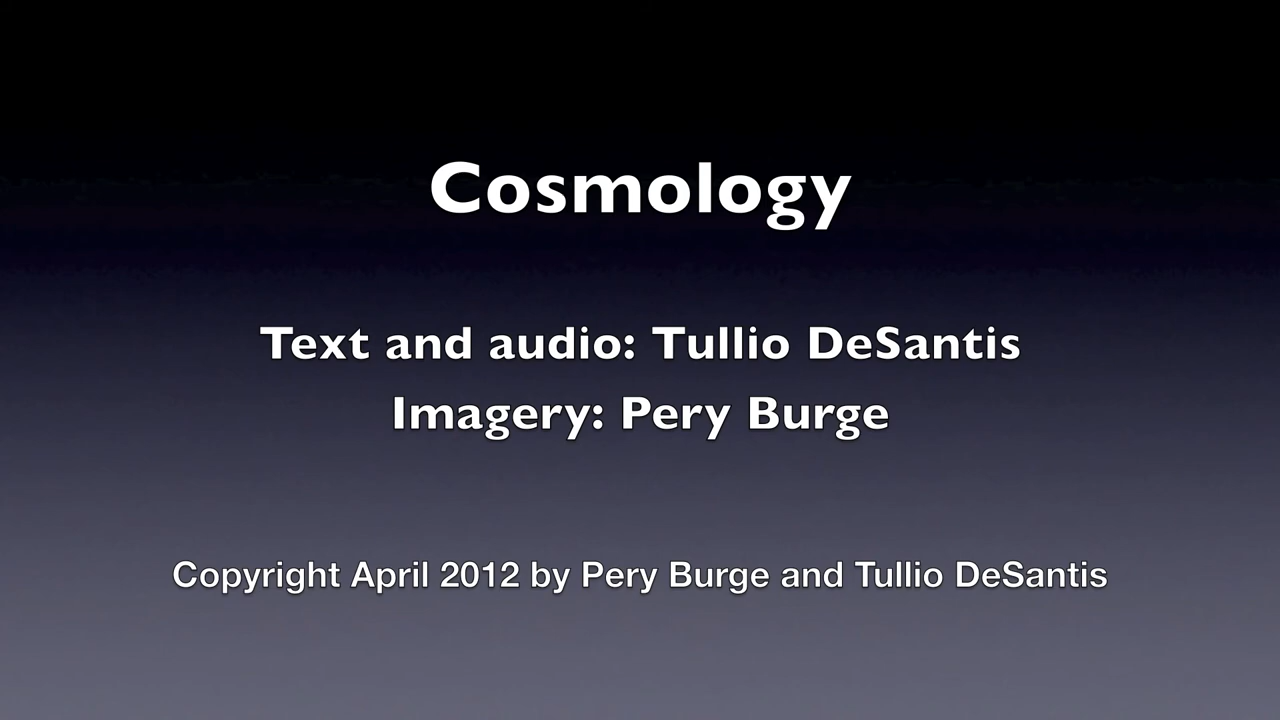 Cosmology
Text and audio: Tullio DeSantis
Imagery: Pery Burge
Copyright April 2012 by Pery Burge and Tullio DeSantis